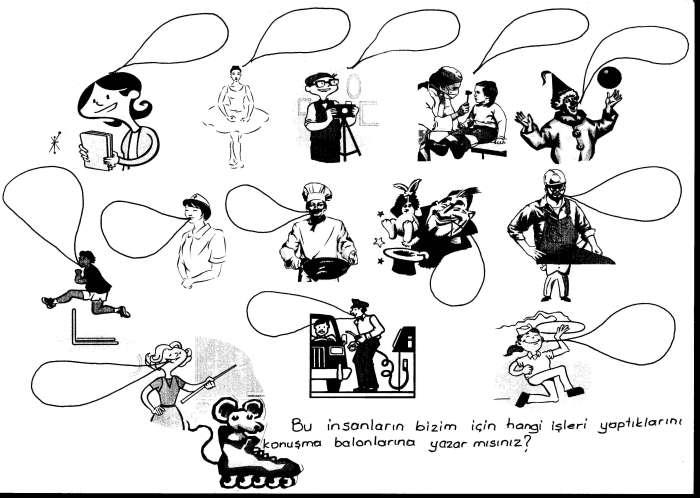 Bu insanların bizim için hangi işleri yaptıklarını
konuşma balonlarına yazar mısınız?